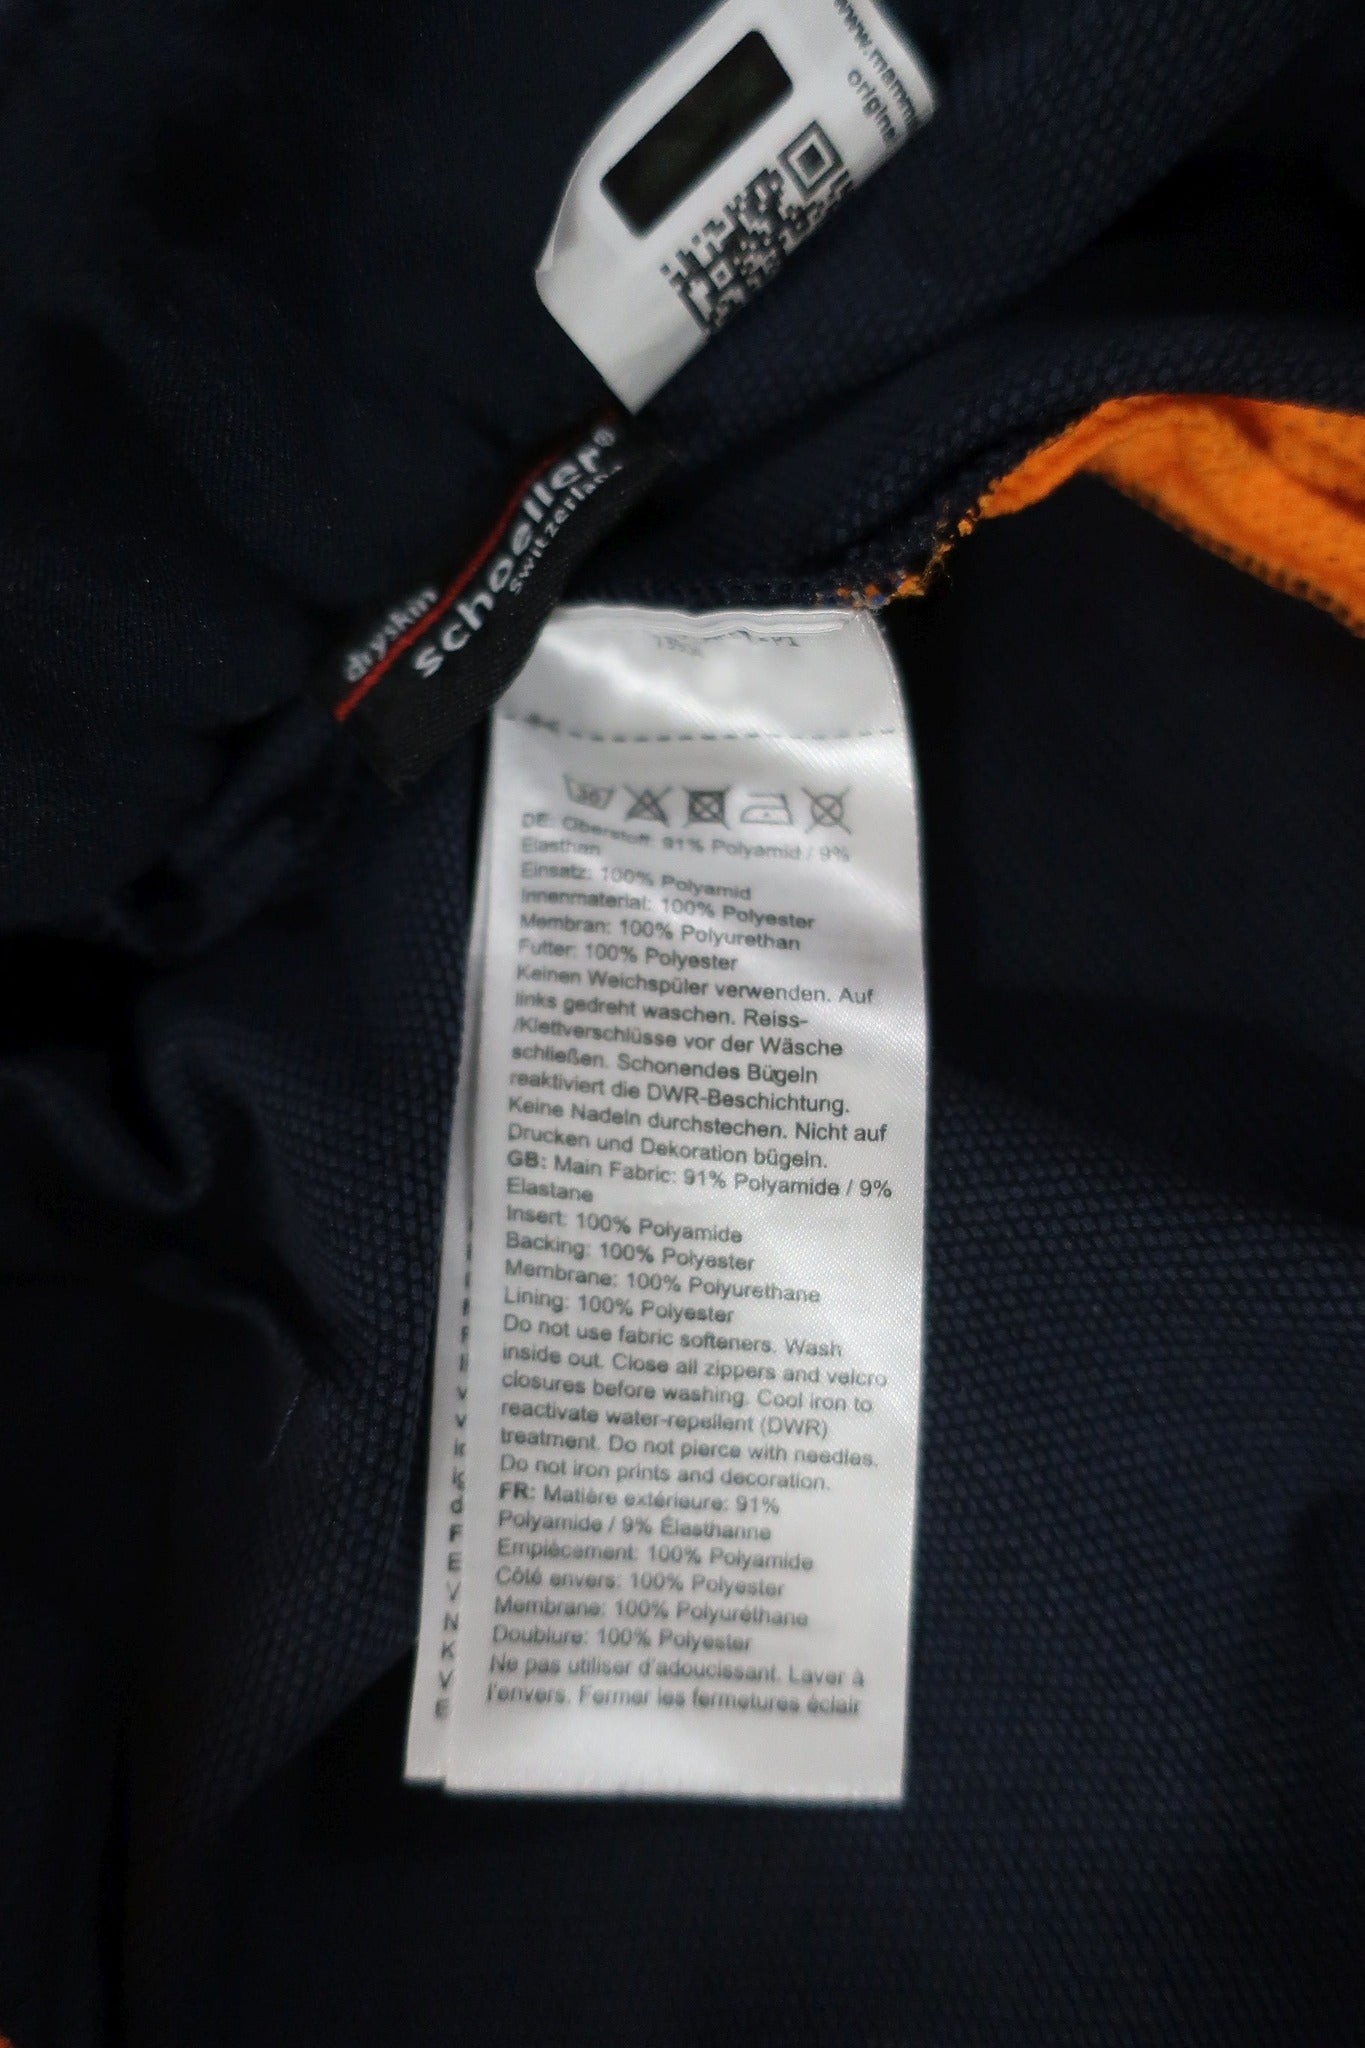 original
dryskin
schoeller®
30
DE: Oberstoff: 91% Polyamid / 9%
Elasthan
Einsatz: 100% Polyamid
Innenmaterial: 100% Polyester
Membran: 100% Polyurethan
Futter: 100% Polyester
Keinen Weichspüler verwenden. Auf
links gedreht waschen. Reiss-
/Klettverschlüsse vor der Wäsche
schließen. Schonendes Bügeln
reaktiviert die DWR-Beschichtung.
Keine Nadeln durchstechen. Nicht auf
Drucken und Dekoration bügeln.
GB: Main Fabric: 91% Polyamide / 9%
Elastane
Insert: 100% Polyamide
Backing: 100% Polyester
Membrane: 100% Polyurethane
Lining: 100% Polyester
Do not use fabric softeners. Wash
inside out. Close all zippers and velcro
closures before washing. Cool iron to
reactivate water-repellent (DWR)
treatment. Do not pierce with needles.
Do not iron prints and decoration.
FR: Matière extérieure: 91%
Polyamide / 9% Élasthanne
Empiècement: 100% Polyamide
Côté envers: 100% Polyester
Membrane: 100% Polyuréthane
Doublure: 100% Polyester
Ne pas utiliser d'adoucissant. Laver à
l'envers. Fermer les fermetures éclair